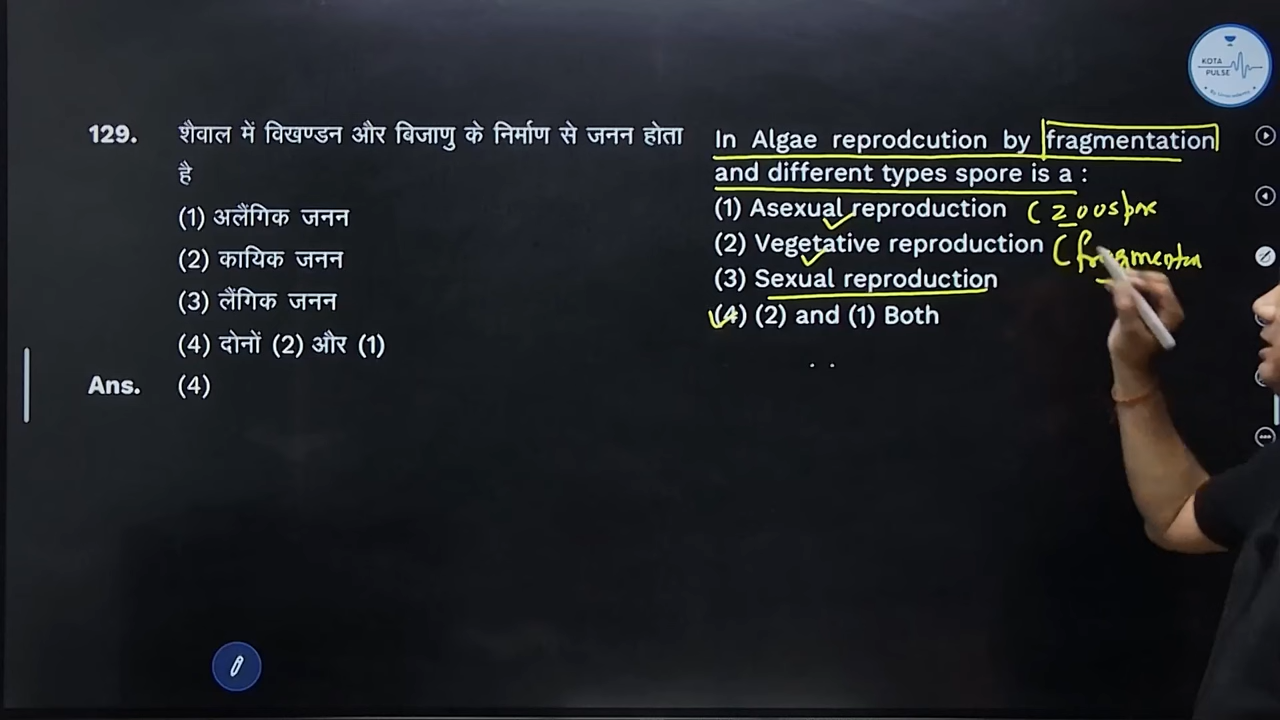 KOTA
PULSE
129. शैवाल में विखण्डन और बिजाणु के निर्माण से जनन होता
है
(1) अलैंगिक जनन
(2) कायिक जनन
(3) लैंगिक जनन
(4) दोनों (2) और (1)
Ans. (4)
In Algae reprodcution by fragmentation
and different types spore is a :
(1) Asexual reproduction ( zoospre
(2) Vegetative reproduction (
(3) Sexual reproduction
(4) (2) and (1) Both